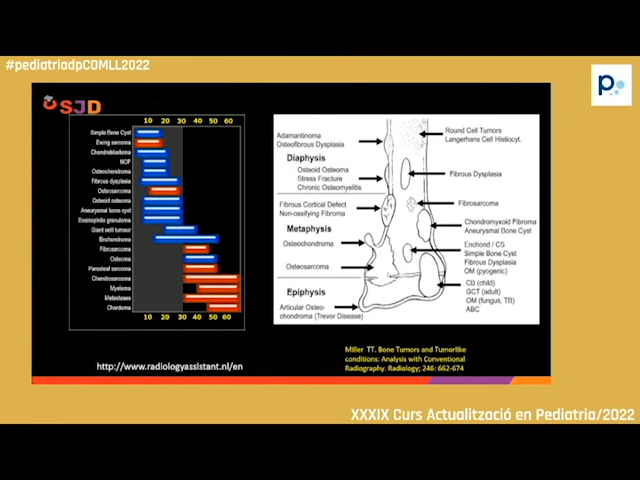 #pediatriadpCOMLL2022
p.
SJD
10 20 30 40 50 60
Simple Bone Cyst
Ewing sarcoma
Chondroblastoma
NOF
Osteochondroma
Fibrous dysplasia
Osteosarcoma
Osteoid osteoma
Aneurysmal bone cyst
Eosinophilic granuloma
Giant cell tumour
Enchondroma
Fibrosarcoma
Osteoma
Parosteal sarcoma
Chondrosarcoma
Myeloma
Metastases
Chordoma
10 20 30 40 50 60
http://www.radiologyassistant.nl/en
Adamantinoma
Osteofibrous Dysplasia
Diaphysis
Osteoid Osteoma
Stress Fracture
Chronic Osteomyelitis
Fibrous Cortical Defect
Non-ossifying Fibroma
Metaphysis
Osteochondroma
Osteosarcoma
Epiphysis
Articular Osteo-
chondroma (Trevor Disease)
Round Cell Tumors
Langerhans Cell Histiocyt.
Fibrous Dysplasia
Fibrosarcoma
Chondromyxoid Fibroma
Aneurysmal Bone Cyst
Enchond / CS
Simple Bone Cyst
Fibrous Dysplasia
OM (pyogenic)
CB (child)
GCT (adult)
OM (fungus, TB)
ABC
Miller TT. Bone Tumors and Tumorlike
conditions: Analysis with Conventional
Radiography. Radiology; 246: 662-674
XXXIX Curs Actualització en Pediatria/2022